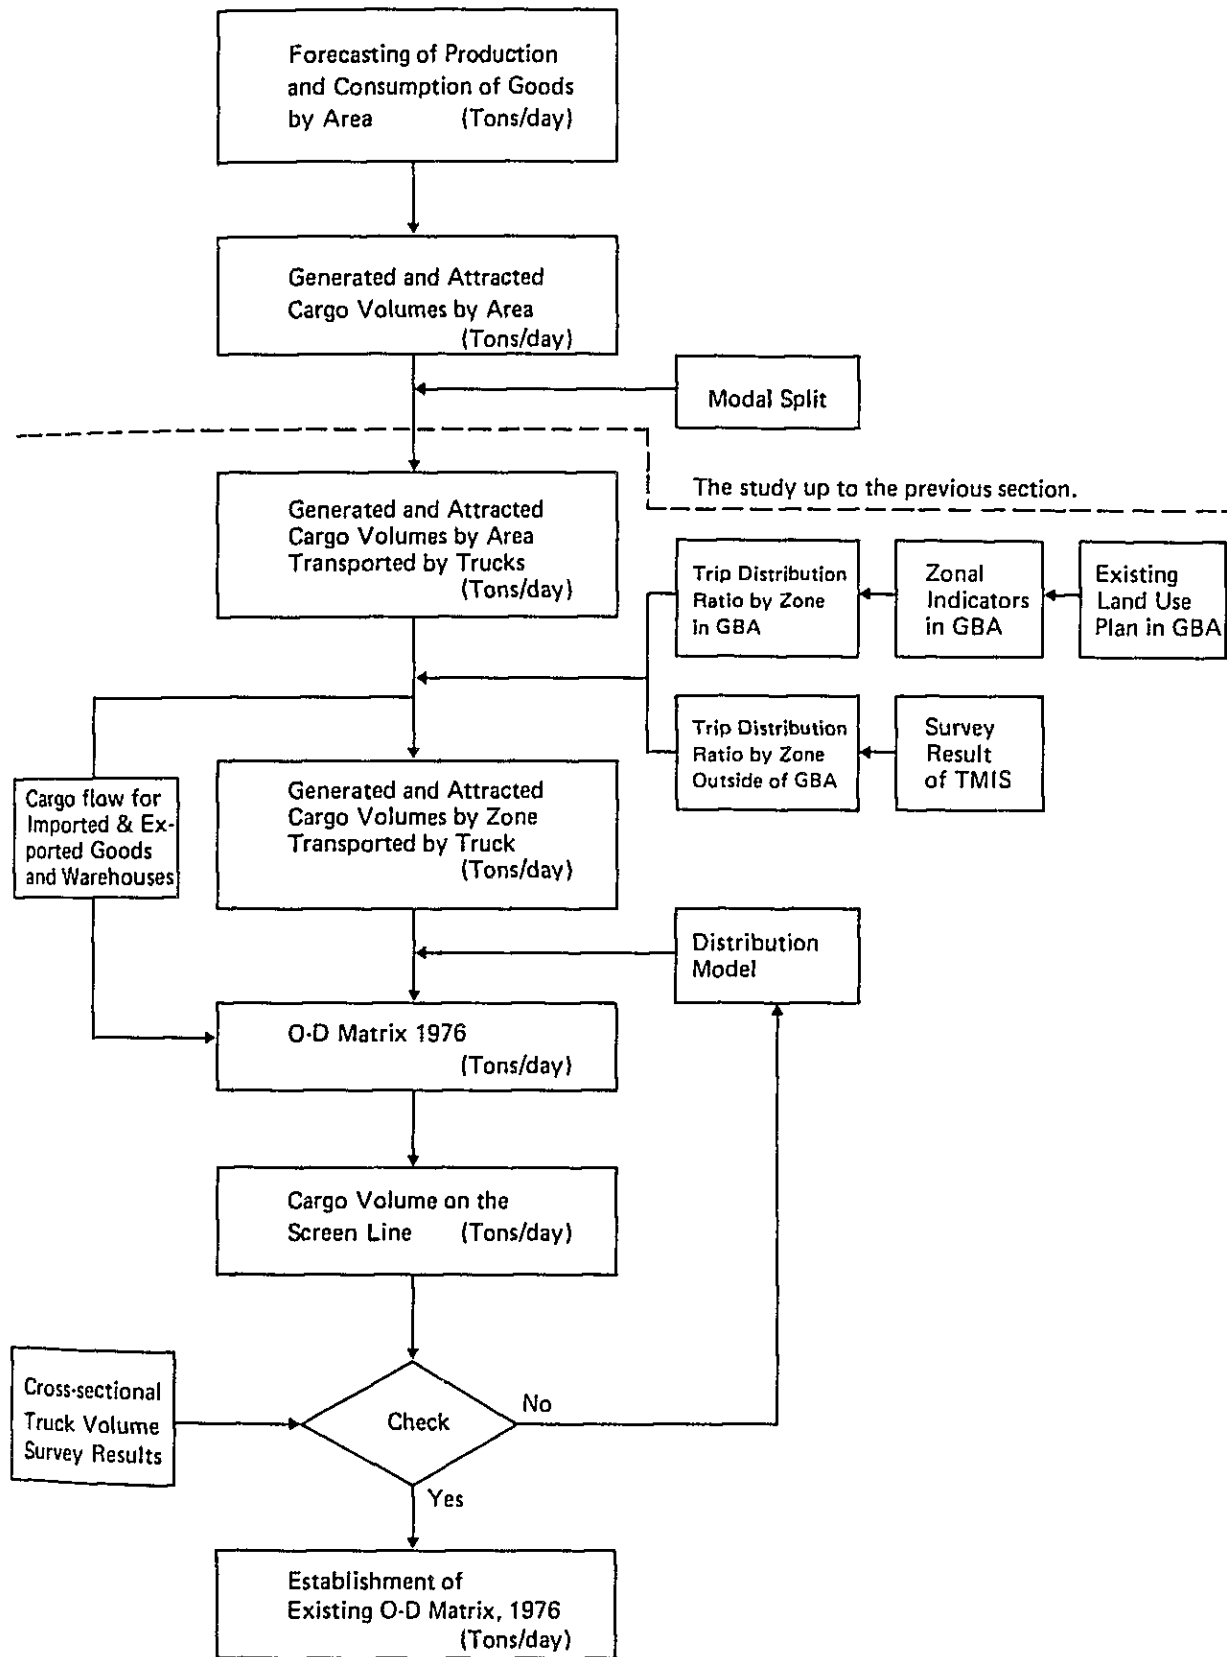 Forecasting of Production
and Consumption of Goods
by Area (Tons/day)
Generated and Attracted
Cargo Volumes by Area
(Tons/day)
Modal Split
The study up to the previous section.
Generated and Attracted
Cargo Volumes by Area
Transported by Trucks
(Tons/day)
Trip Distribution
Ratio by Zone
in GBA
Zonal
Indicators
in GBA
Existing
Land Use
Plan in GBA
Trip Distribution
Ratio by Zone
Outside of GBA
Survey
Result
of TMIS
Cargo flow for
Imported & Ex-
ported Goods
and Warehouses
Generated and Attracted
Cargo Volumes by Zone
Transported by Truck
(Tons/day)
Distribution
Model
O-D Matrix 1976
(Tons/day)
Cargo Volume on the
Screen Line (Tons/day)
Cross-sectional
Truck Volume
Survey Results
Check
No
Yes
Establishment of
Existing O-D Matrix, 1976
(Tons/day)